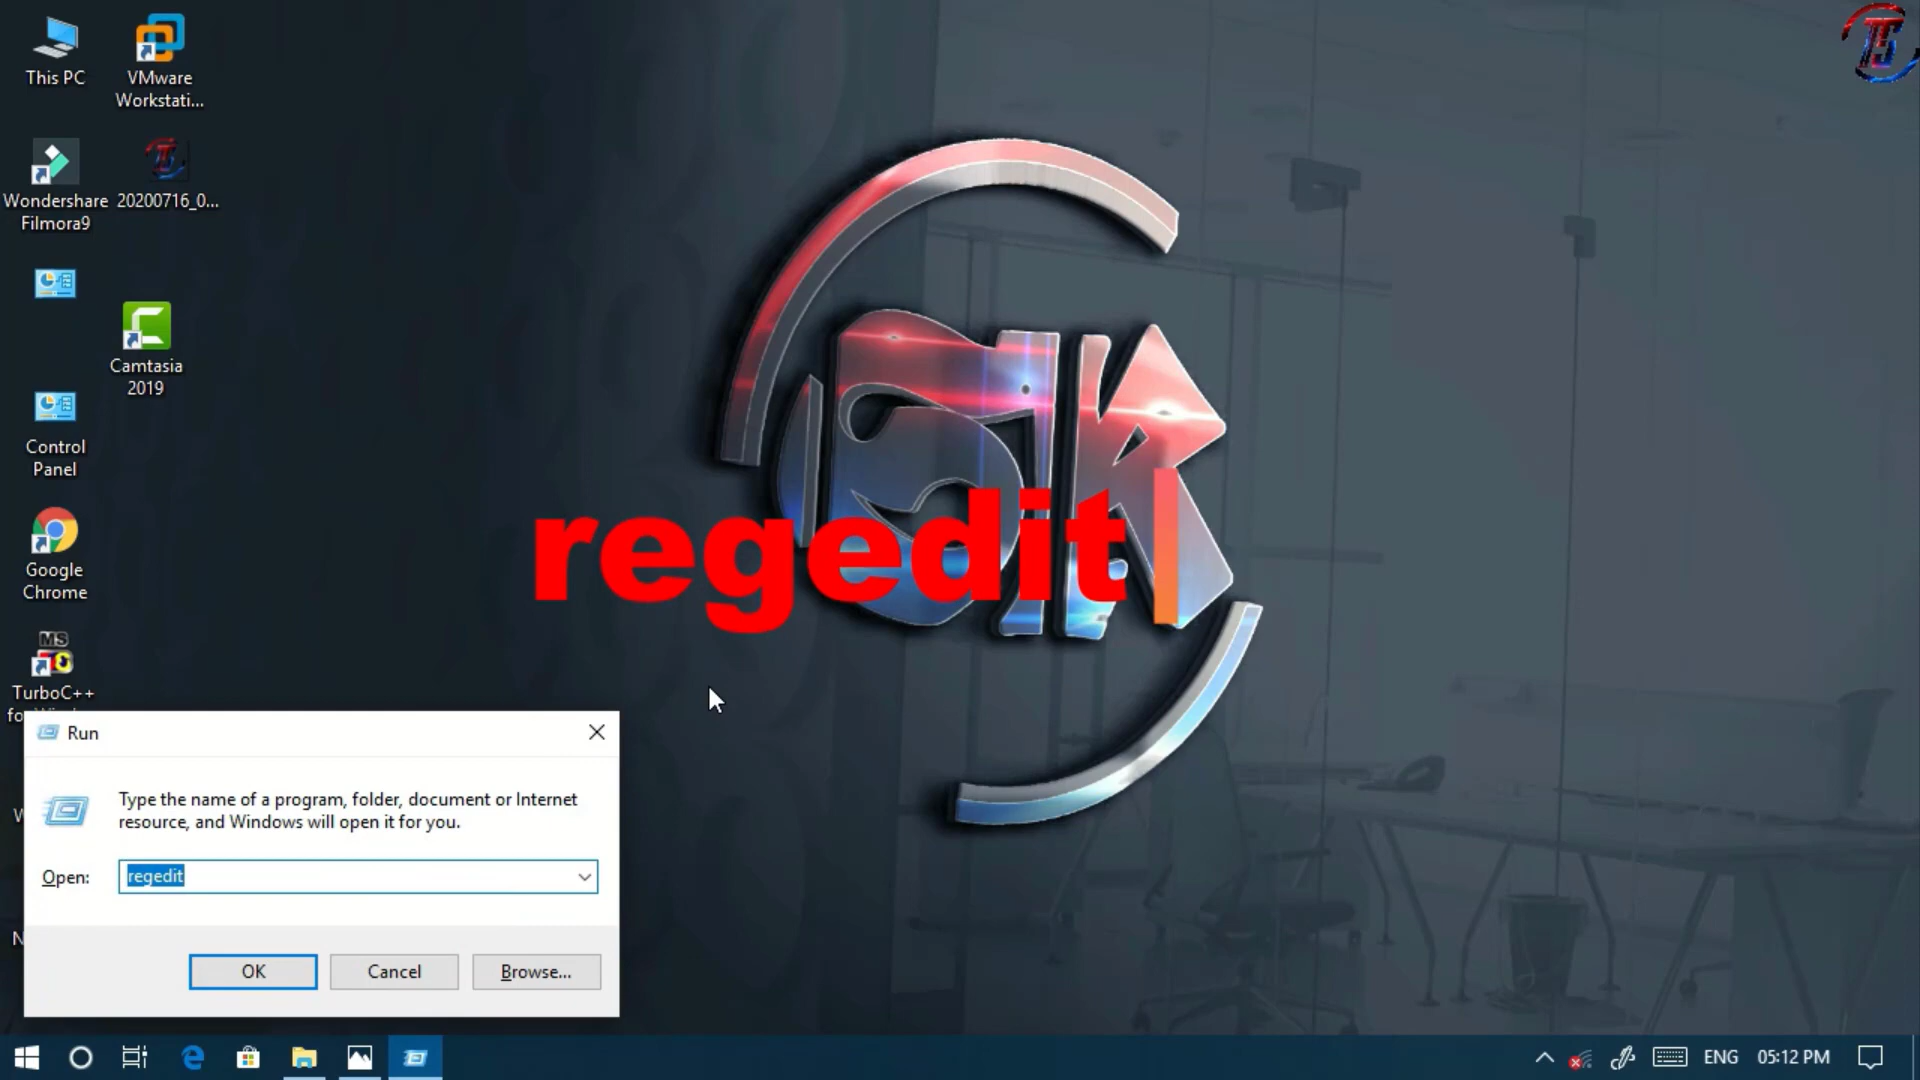 This PC
VMware
Workstati...
Wondershare
Filmora9
20200716_0...
Camtasia
2019
Control
Panel
Google
Chrome
MS
TurboC++
regedit
Run
Type the name of a program, folder, document or Internet
resource, and Windows will open it for you.
Open:
regedit
OK
Cancel
Browse...
ENG
05:12 PM